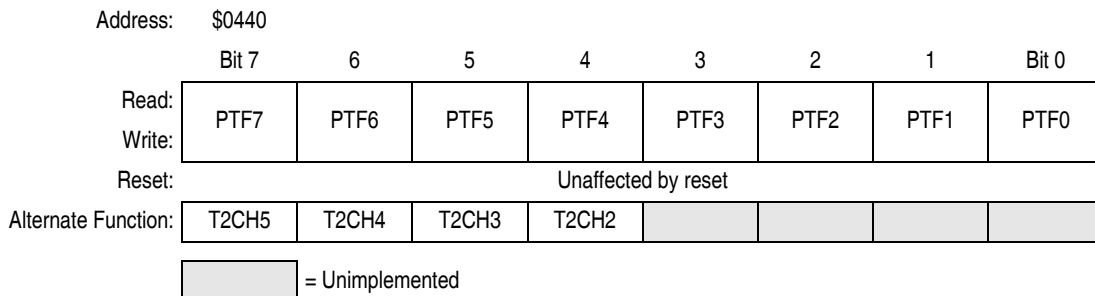 Address: $0440
Bit 7 6 5 4 3 2 1 Bit 0
Read:
PTF7 PTF6 PTF5 PTF4 PTF3 PTF2 PTF1 PTF0
Write:
Reset: Unaffected by reset
Alternate Function: T2CH5 T2CH4 T2CH3 T2CH2
= Unimplemented